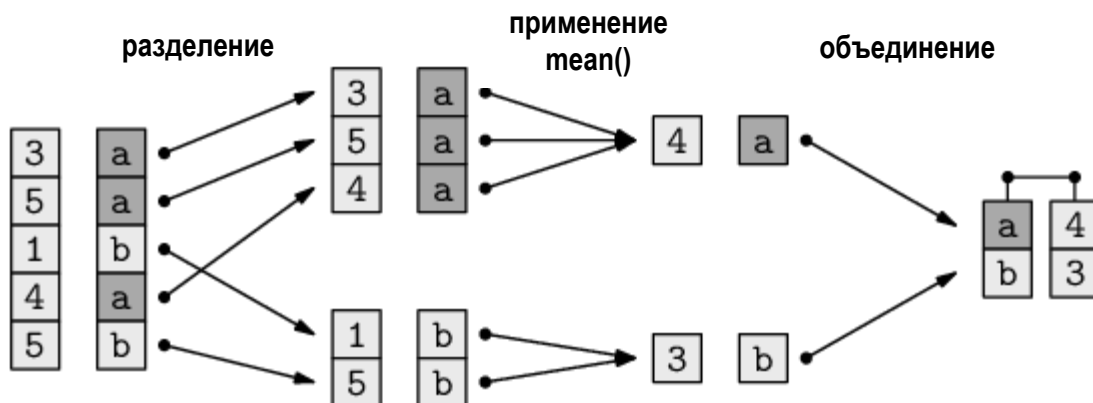 разделение
применение
mean()
объединение
3 a
5 a
1 b
4 a
5 b
3 a
5 a
4 a
1 b
5 b
4 a
3 b
a 4
b 3